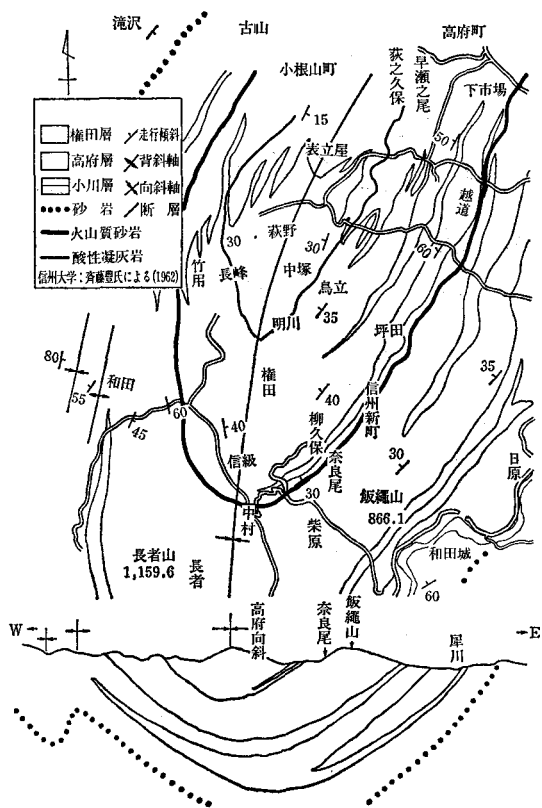 滝沢
古山
高府町
小根山町
荻之久保
早瀬之尾
下市場
15
50
表立屋
越道
権田層
走行傾斜
高府層
背斜軸
小川層
向斜軸
砂岩
断層
火山質砂岩
酸性凝灰岩
信州大学:斉藤豊氏による(1962)
竹用
30
長峰
荻野
中塚
30
60
鳥立
35
明川
坪田
権田
80
和田
55
45
60
40
信級
柳久保
40
奈良尾
信州新町
35
30
飯縄山
866.1
日原
30
中村
柴原
和田城
60
長者山
1,159.6
長者
W
高府向斜
奈良尾
飯縄山
犀川
E